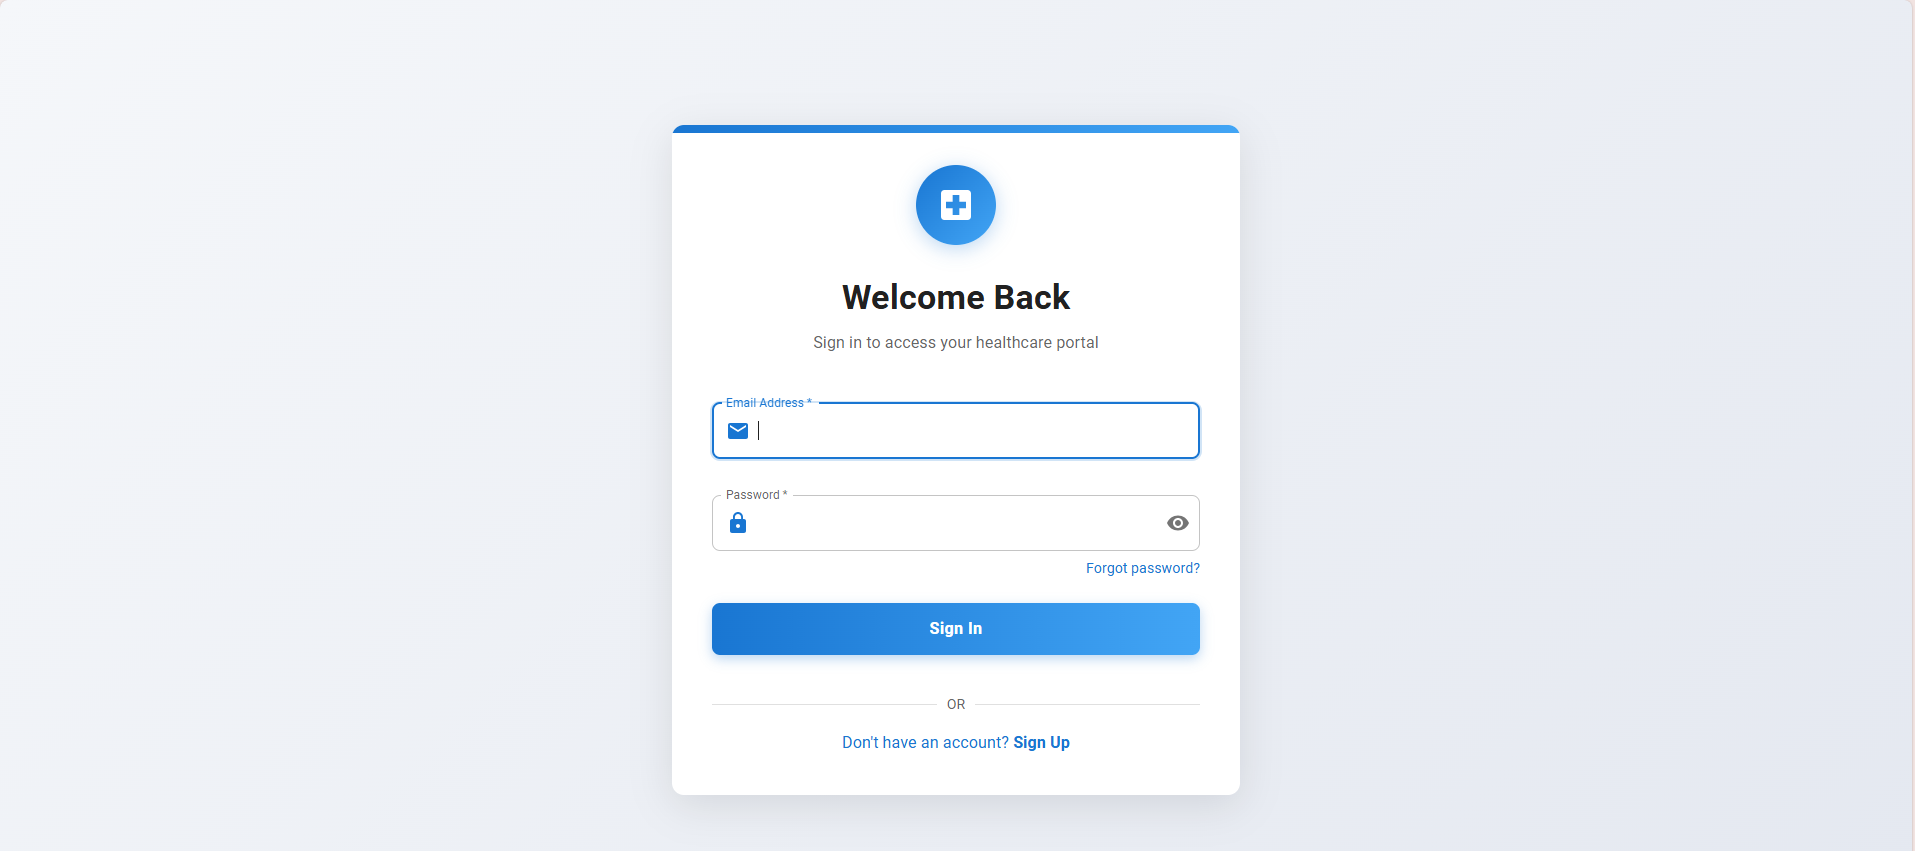 Welcome Back
Sign in to access your healthcare portal
Email Address *
Password *
Forgot password?
Sign In
OR
Don't have an account? Sign Up